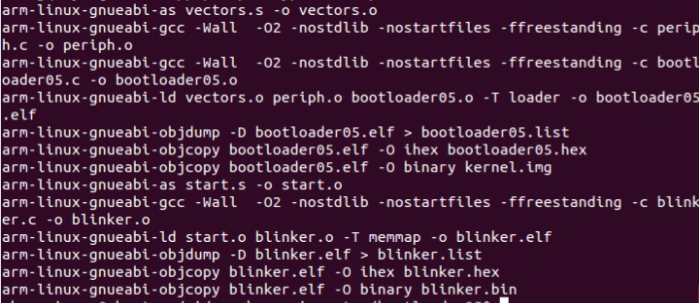 arm-linux-gnueabi-as vectors.s -o vectors.o
arm-linux-gnueabi-gcc -Wall  -O2 -nostdlib -nostartfiles -ffreestanding -c perip
h.c -o periph.o
arm-linux-gnueabi-gcc -Wall  -O2 -nostdlib -nostartfiles -ffreestanding -c bootl
oader05.c -o bootloader05.o
arm-linux-gnueabi-ld vectors.o periph.o bootloader05.o -T loader -o bootloader05
.elf
arm-linux-gnueabi-objdump -D bootloader05.elf > bootloader05.list
arm-linux-gnueabi-objcopy bootloader05.elf -O ihex bootloader05.hex
arm-linux-gnueabi-objcopy bootloader05.elf -O binary kernel.img
arm-linux-gnueabi-as start.s -o start.o
arm-linux-gnueabi-gcc -Wall  -O2 -nostdlib -nostartfiles -ffreestanding -c blink
er.c -o blinker.o
arm-linux-gnueabi-ld start.o blinker.o -T memmap -o blinker.elf
arm-linux-gnueabi-objdump -D blinker.elf > blinker.list
arm-linux-gnueabi-objcopy blinker.elf -O ihex blinker.hex
arm-linux-gnueabi-objcopy blinker.elf -O binary blinker.bin